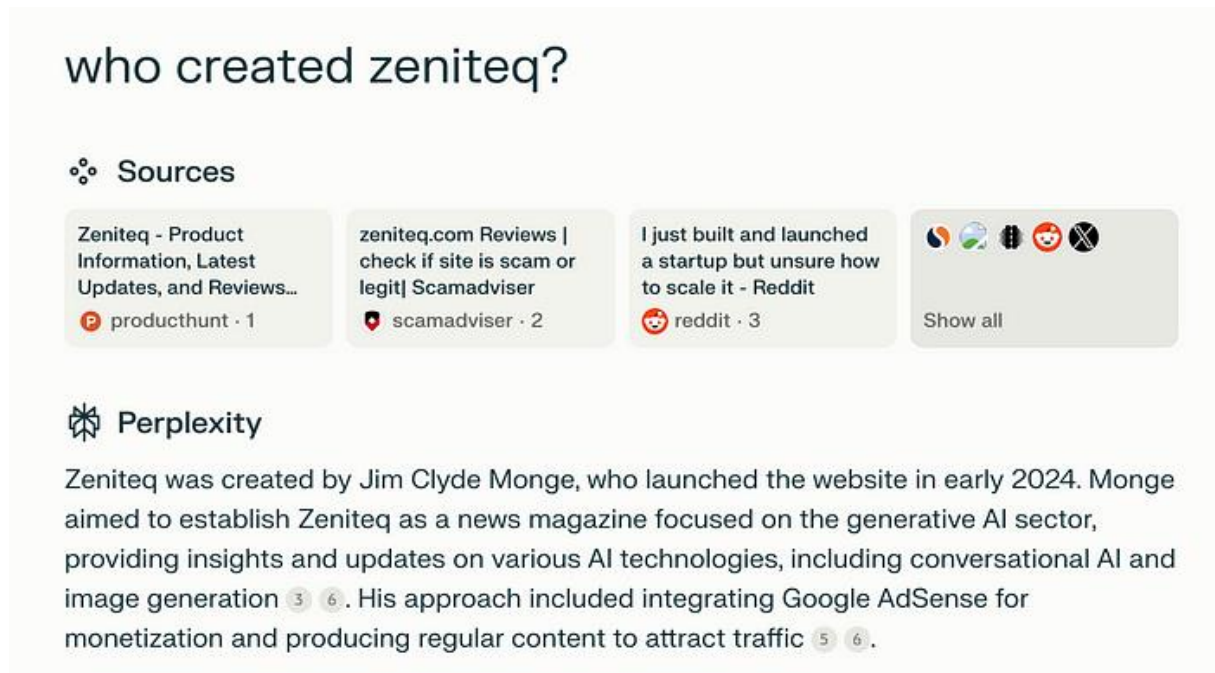 who created zeniteq?
Sources
Zeniteq - Product
Information, Latest
Updates, and Reviews...
producthunt · 1
zeniteq.com Reviews |
check if site is scam or
legit| Scamadviser
scamadviser · 2
I just built and launched
a startup but unsure how
to scale it - Reddit
reddit · 3
Show all
Perplexity
Zeniteq was created by Jim Clyde Monge, who launched the website in early 2024. Monge
aimed to establish Zeniteq as a news magazine focused on the generative AI sector,
providing insights and updates on various AI technologies, including conversational AI and
image generation 3 6. His approach included integrating Google AdSense for
monetization and producing regular content to attract traffic 5 6.